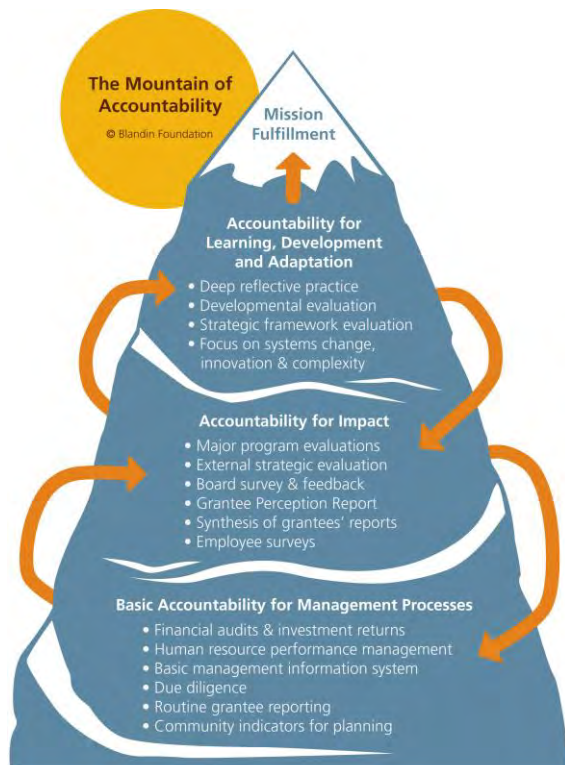 The Mountain of
Accountability
© Blandin Foundation
Mission
Fulfillment
Accountability for
Learning, Development
and Adaptation
• Deep reflective practice
• Developmental evaluation
• Strategic framework evaluation
• Focus on systems change,
innovation & complexity
Accountability for Impact
• Major program evaluations
• External strategic evaluation
• Board survey & feedback
• Grantee Perception Report
• Synthesis of grantees' reports
• Employee surveys
Basic Accountability for Management Processes
• Financial audits & investment returns
• Human resource performance management
• Basic management information system
• Due diligence
• Routine grantee reporting
• Community indicators for planning